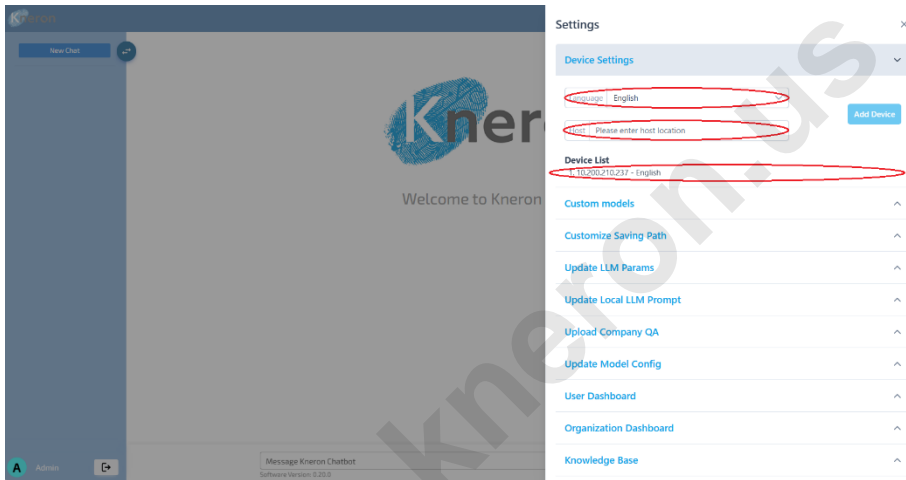 Kneron
New Chat
Kner
Welcome to Kneron
A Admin
Message Kneron Chatbot
Software Version: 0.20.0
Settings
Device Settings
Language English
Host Please enter host location
Add Device
Device List
1. 10.200.210.237 - English
Custom models
Customize Saving Path
Update LLM Params
Update Local LLM Prompt
Upload Company QA
Update Model Config
User Dashboard
Organization Dashboard
Knowledge Base
kneron.us